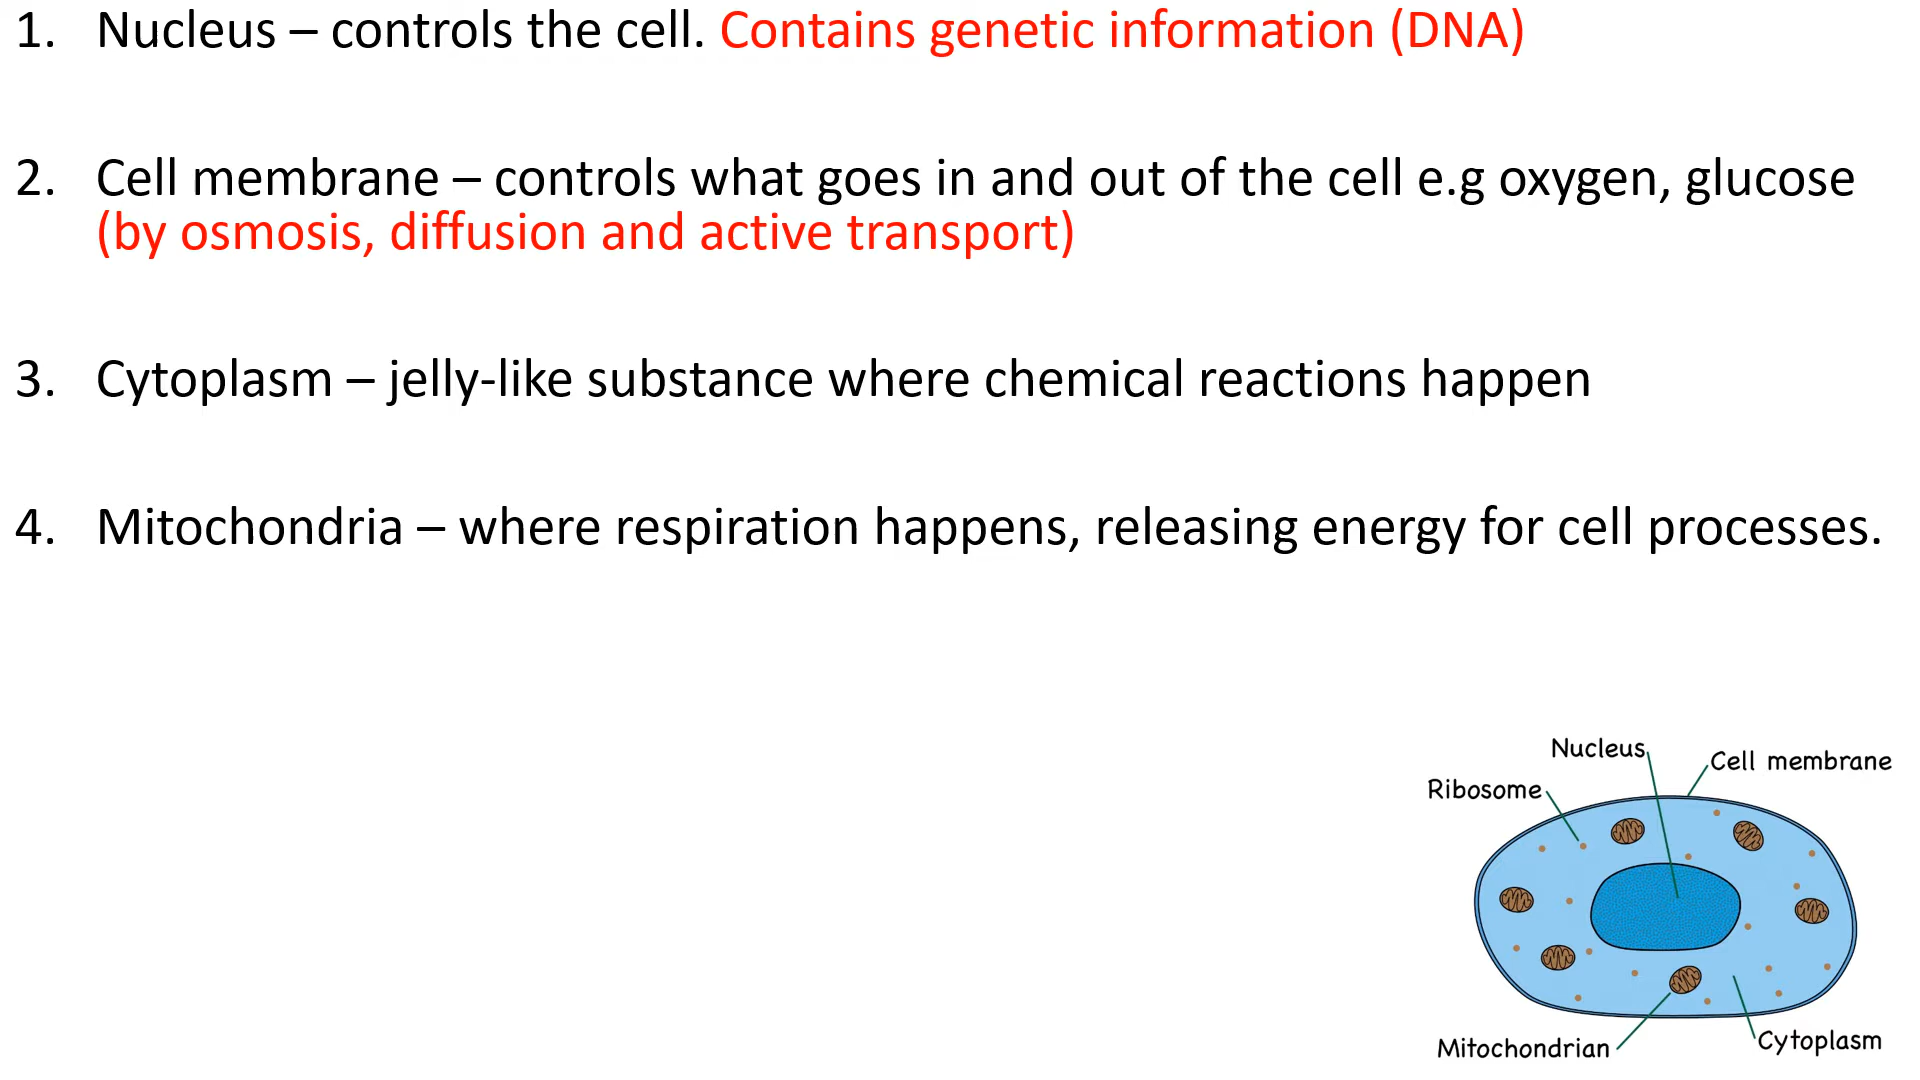 1. Nucleus – controls the cell. Contains genetic information (DNA)
2. Cell membrane – controls what goes in and out of the cell e.g oxygen, glucose
(by osmosis, diffusion and active transport)
3. Cytoplasm – jelly-like substance where chemical reactions happen
4. Mitochondria – where respiration happens, releasing energy for cell processes.
Nucleus
Cell membrane
Ribosome
Mitochondrian
Cytoplasm